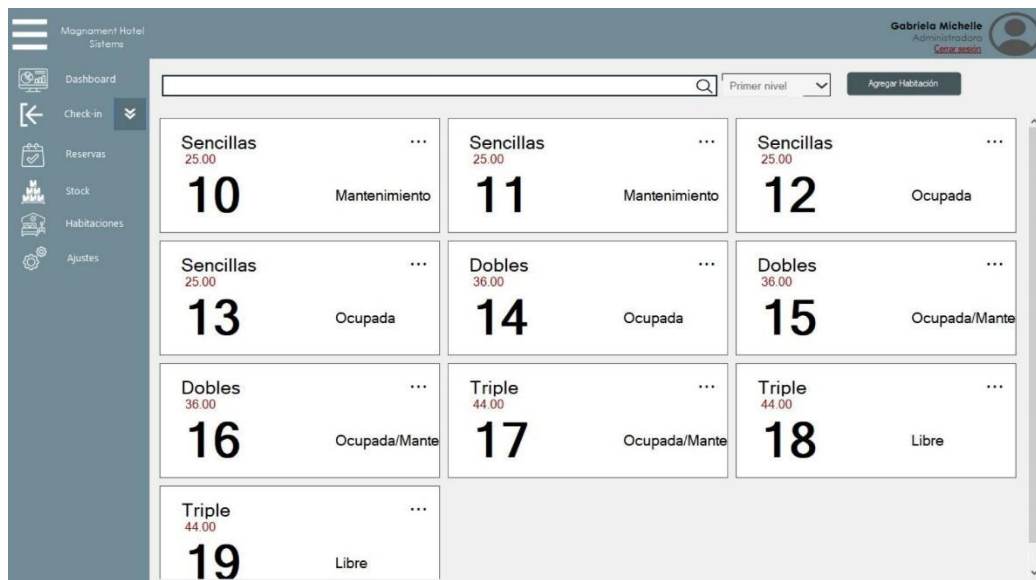 Magnament Hotel
Sistems
Gabriela Michelle
Administradora
Cerrar sesión
Dashboard
Check-in
Reservas
Stock
Habitaciones
Ajustes
Primer nivel
Agregar Habitación
Sencillas ...
25.00
10 Mantenimiento
Sencillas ...
25.00
11 Mantenimiento
Sencillas ...
25.00
12 Ocupada
Sencillas ...
25.00
13 Ocupada
Dobles ...
36.00
14 Ocupada
Dobles ...
36.00
15 Ocupada/Mante
Dobles ...
36.00
16 Ocupada/Mante
Triple ...
44.00
17 Ocupada/Mante
Triple ...
44.00
18 Libre
Triple ...
44.00
19 Libre